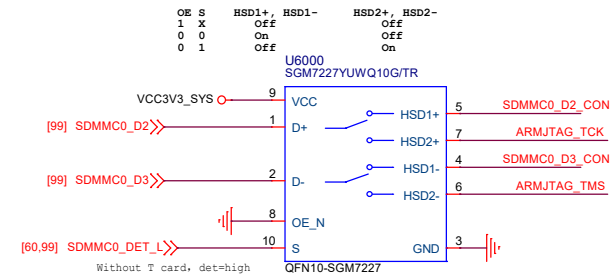 OE S HSD1+, HSD1- HSD2+, HSD2-
1 X Off Off
0 0 On Off
0 1 Off On
U6000
SGM7227YUWQ10G/TR
VCC3V3_SYS 9 VCC
HSD1+ 5 SDMMC0_D2_CON
[99] SDMMC0_D2 1 D+
HSD2+ 7 ARMJTAG_TCK
HSD1- 4 SDMMC0_D3_CON
[99] SDMMC0_D3 2 D-
HSD2- 6 ARMJTAG_TMS
8 OE_N
[60,99] SDMMC0_DET_L 10 S GND 3
Without T card, det=high QFN10-SGM7227